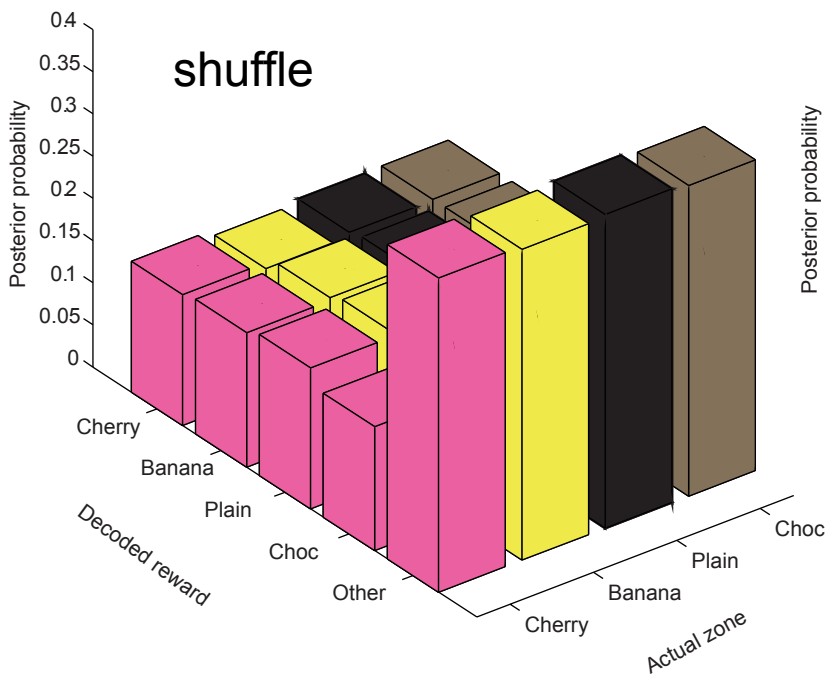 shuffle
0.4
0.35
0.3
0.25
0.2
0.15
0.1
0.05
0
Posterior probability
Posterior probability
Cherry
Banana
Plain
Choc
Other
Decoded reward
Cherry
Banana
Plain
Choc
Actual zone